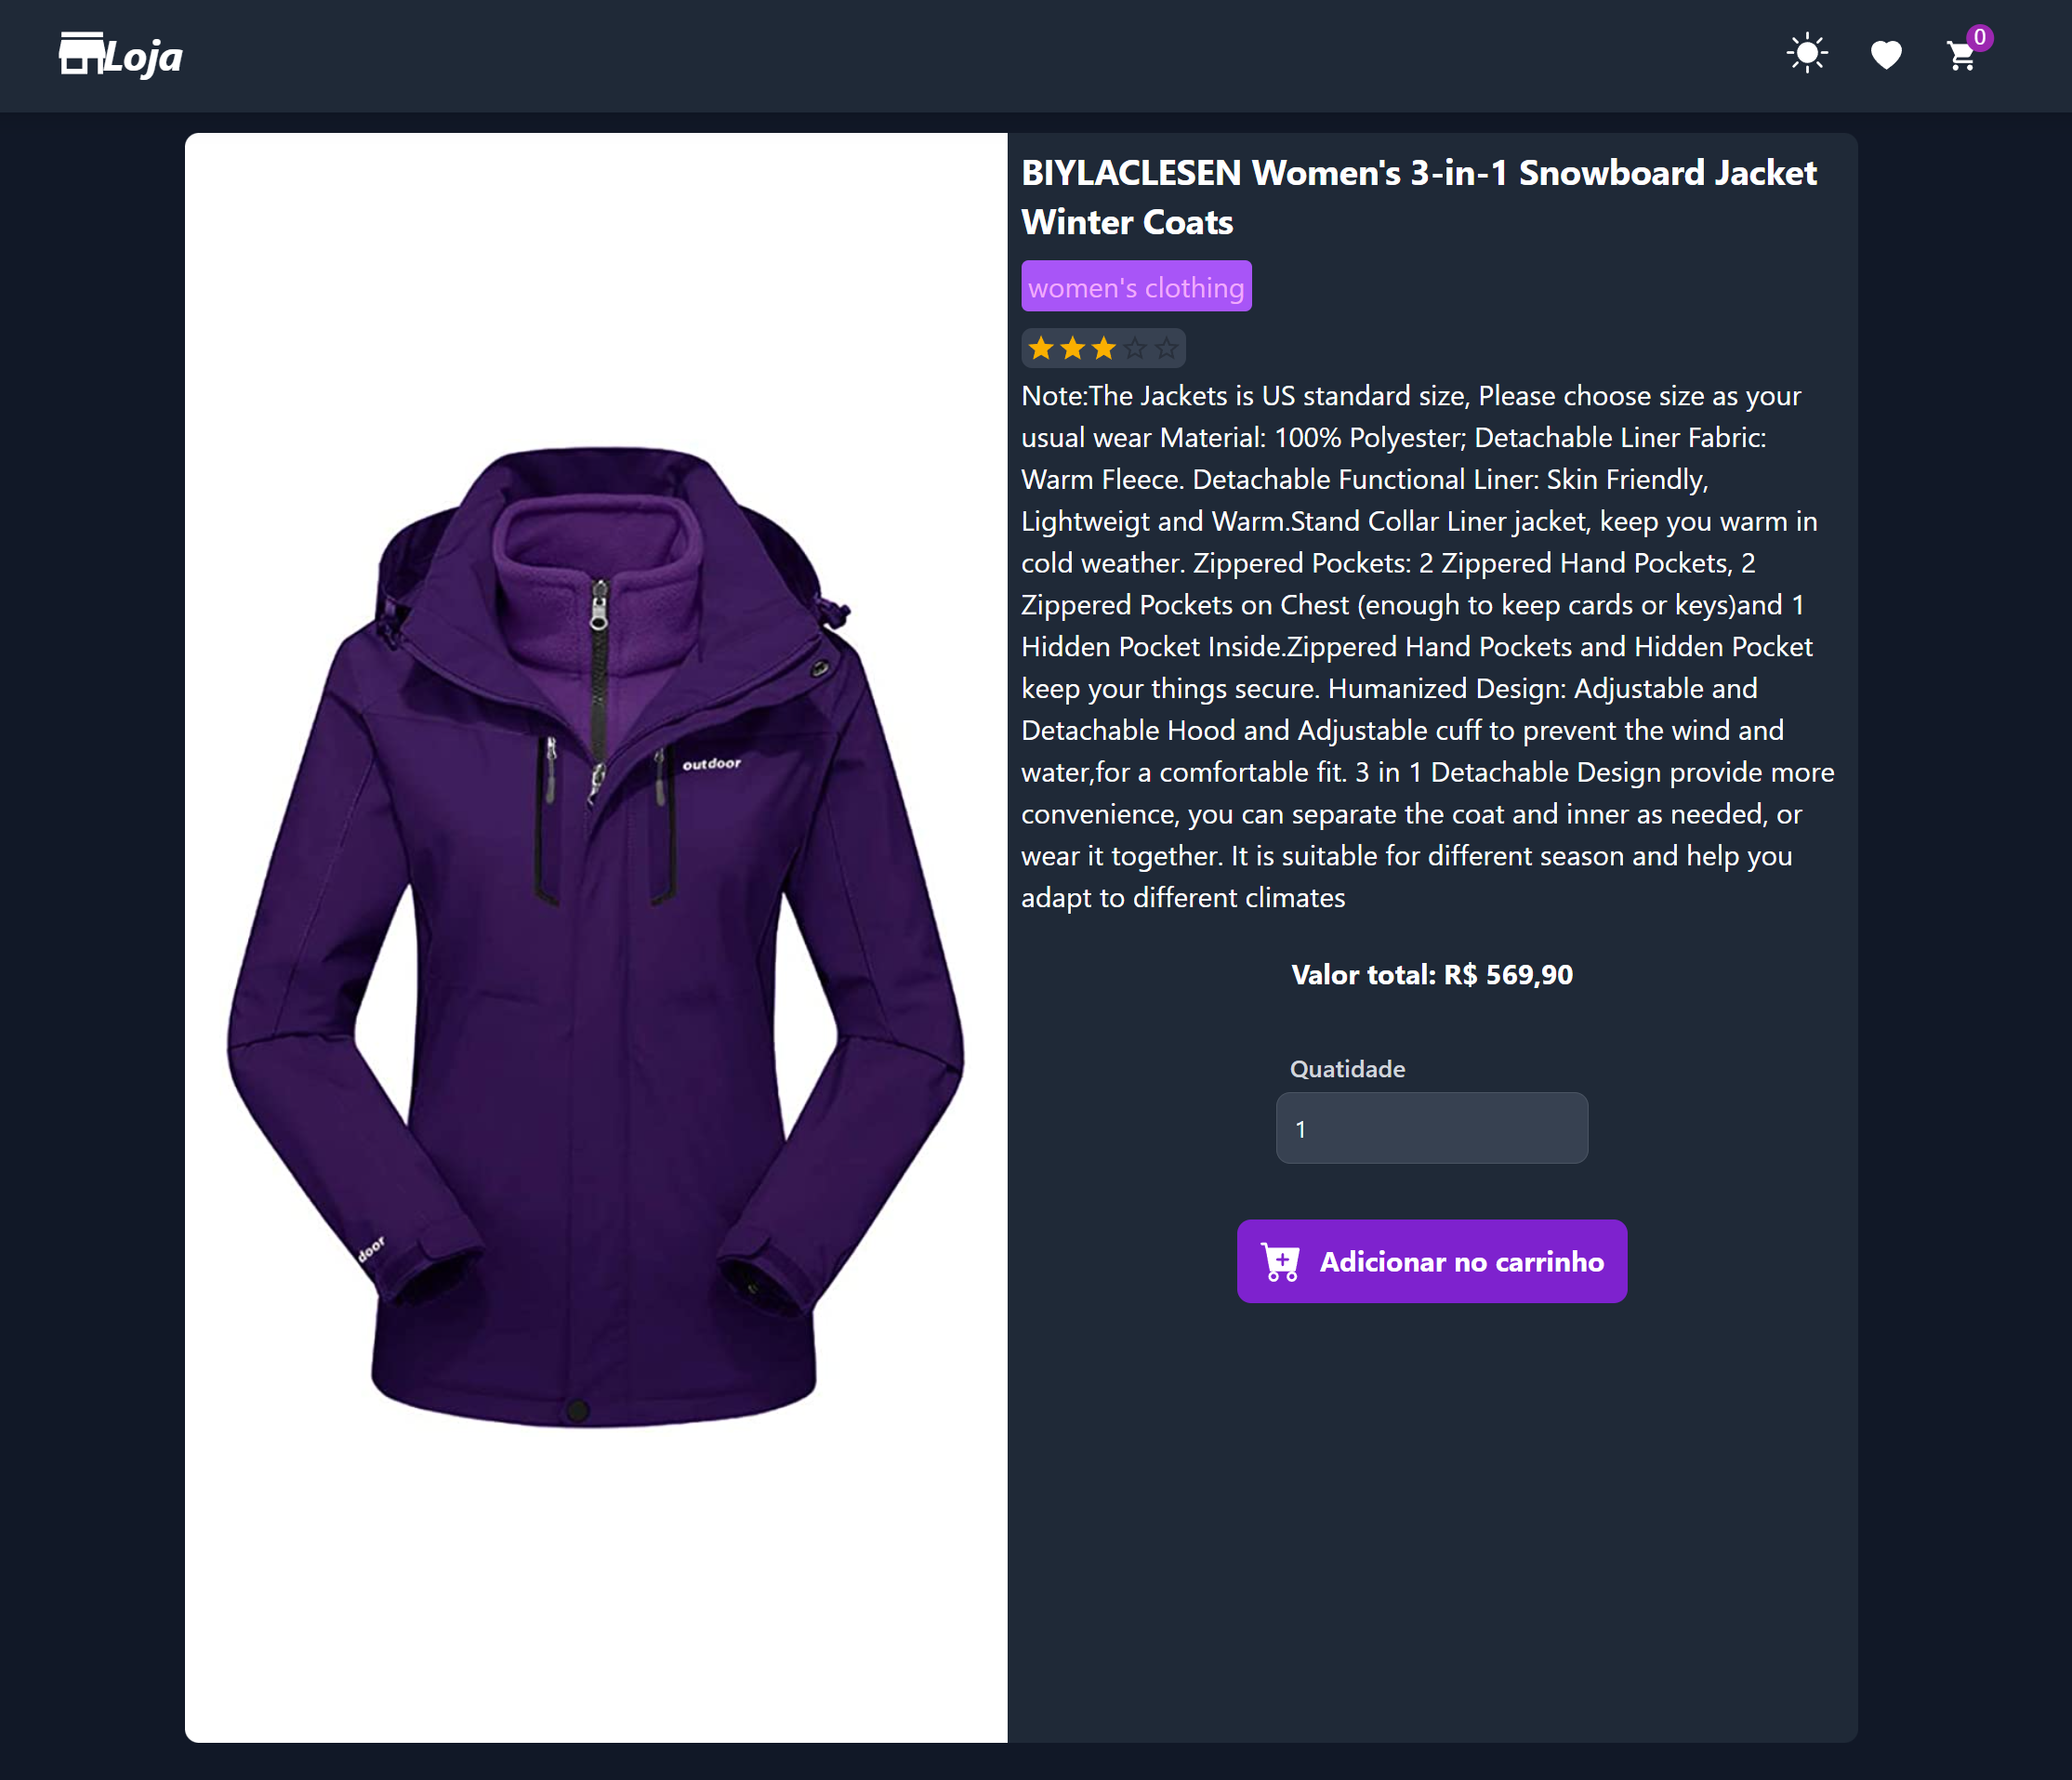 Loja
0
BIYLACLESEN Women's 3-in-1 Snowboard Jacket
Winter Coats
women's clothing
Note:The Jackets is US standard size, Please choose size as your
usual wear Material: 100% Polyester; Detachable Liner Fabric:
Warm Fleece. Detachable Functional Liner: Skin Friendly,
Lightweigt and Warm.Stand Collar Liner jacket, keep you warm in
cold weather. Zippered Pockets: 2 Zippered Hand Pockets, 2
Zippered Pockets on Chest (enough to keep cards or keys)and 1
Hidden Pocket Inside.Zippered Hand Pockets and Hidden Pocket
keep your things secure. Humanized Design: Adjustable and
Detachable Hood and Adjustable cuff to prevent the wind and
water,for a comfortable fit. 3 in 1 Detachable Design provide more
convenience, you can separate the coat and inner as needed, or
wear it together. It is suitable for different season and help you
adapt to different climates
Valor total: R$ 569,90
Quatidade
1
Adicionar no carrinho
outdoor
door